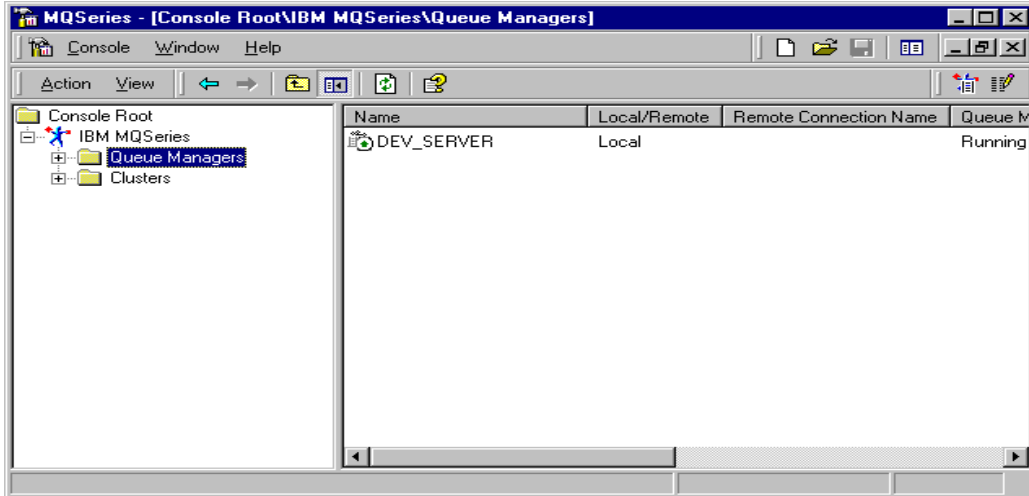 MQSeries - [Console Root\IBM MQSeries\Queue Managers]
Console Window Help
Action View
Console Root
IBM MQSeries
Queue Managers
Clusters
Name Local/Remote Remote Connection Name Queue M
DEV_SERVER Local Running